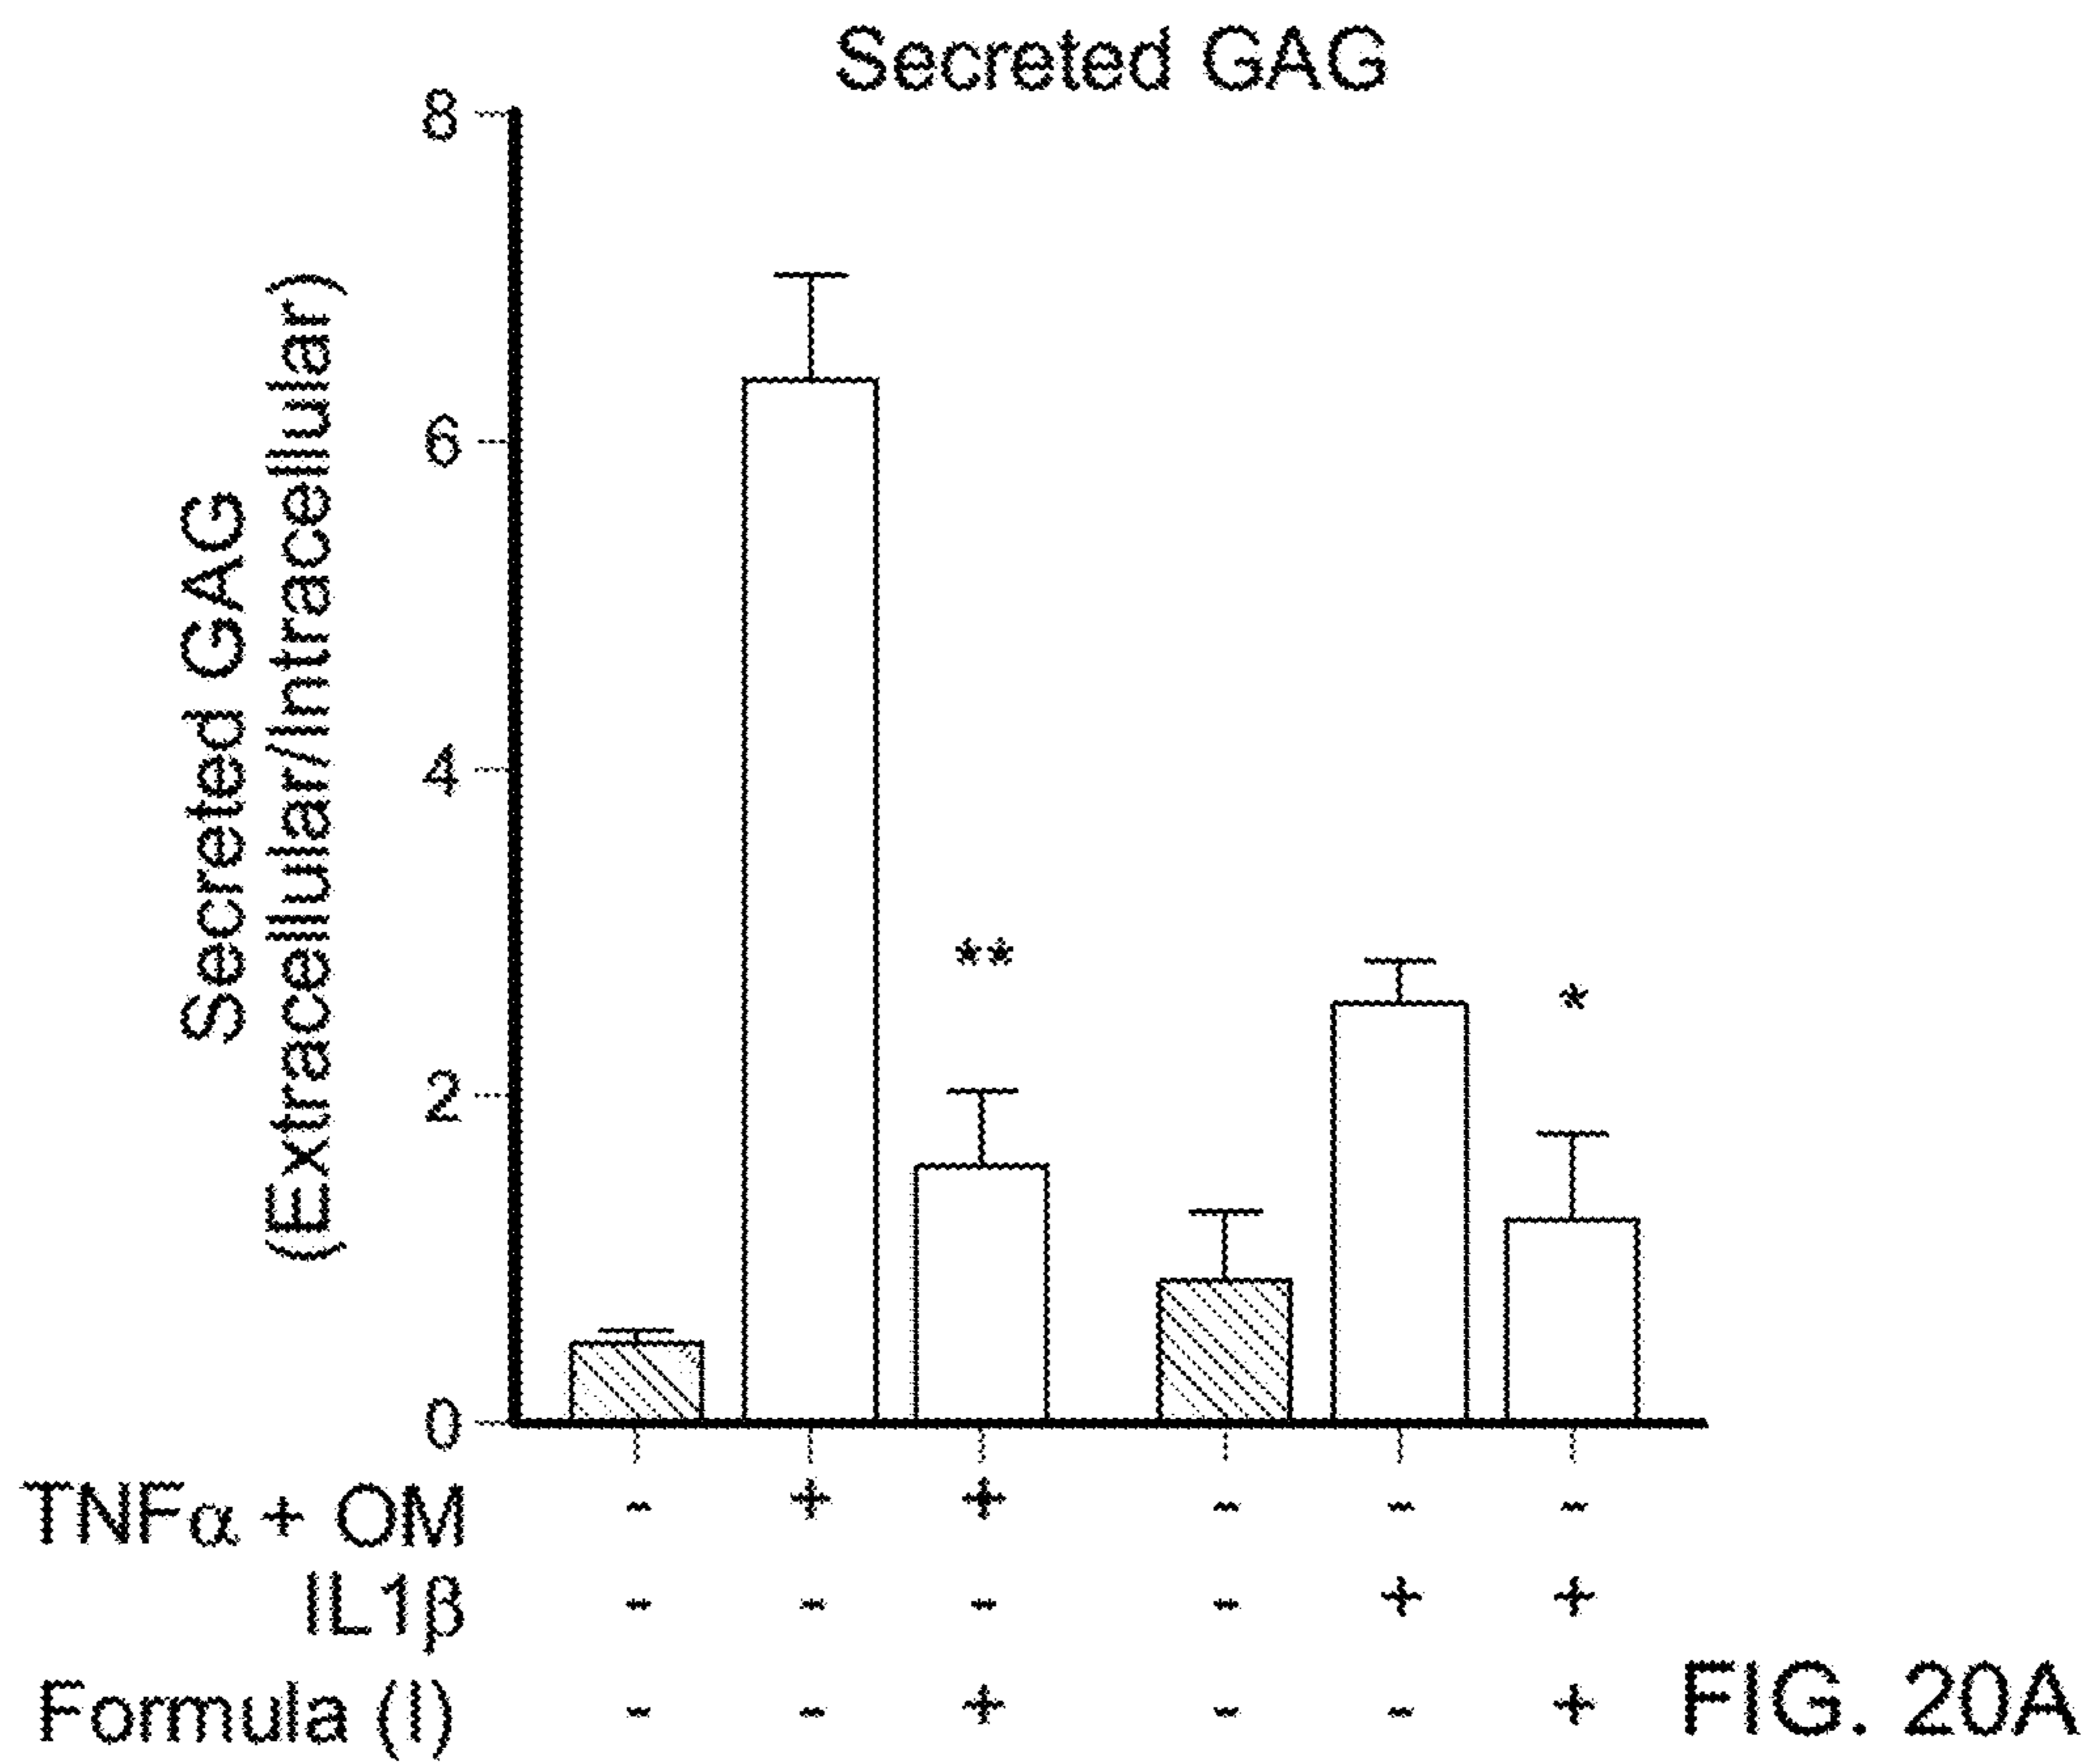 Secreted GAG
Secreted GAG
(Extracellular/Intracellular)
8
6
4
2
0
**
*
TNFα + OM - + + - - -
IL1β - - - - + +
Formula (I) - - + - - +
FIG. 20A